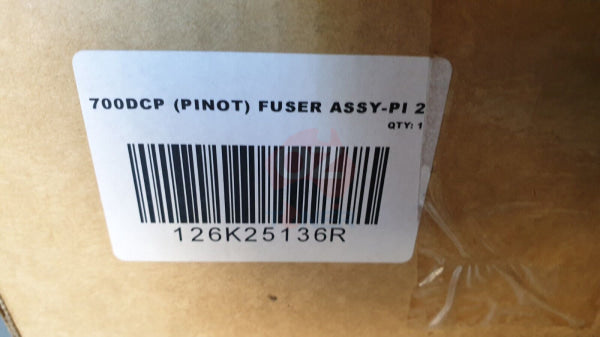 700DCP (PINOT) FUSER ASSY-PI 2
QTY: 1
126K25136R